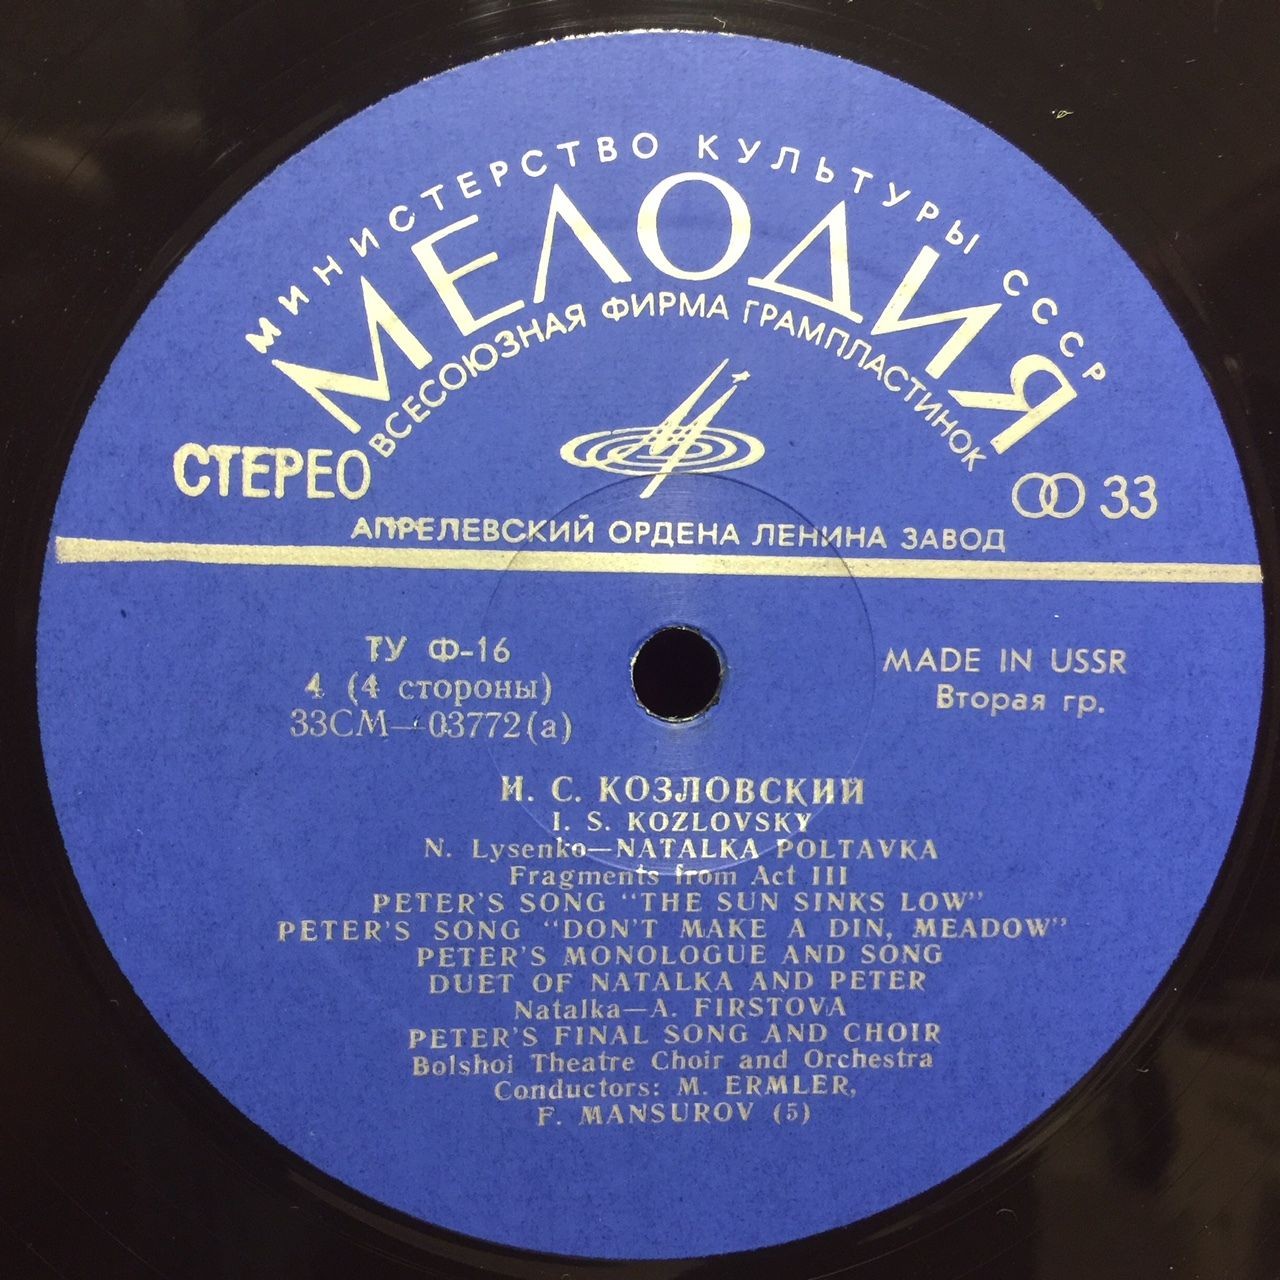 МИНИСТЕРСТВО КУЛЬТУРЫ СССР
МЕЛОДИЯ
ВСЕСОЮЗНАЯ ФИРМА ГРАМПЛАСТИНОК
СТЕРЕО
33
АПРЕЛЕВСКИЙ ОРДЕНА ЛЕНИНА ЗАВОД
ТУ Ф-16
4 (4 стороны)
33СМ—03772(а)
MADE IN USSR
Вторая гр.
И. С. КОЗЛОВСКИЙ
I. S. KOZLOVSKY
N. Lysenko—NATALKA POLTAVKA
Fragments from Act III
PETER'S SONG "THE SUN SINKS LOW"
PETER'S SONG "DON'T MAKE A DIN, MEADOW"
PETER'S MONOLOGUE AND SONG
DUET OF NATALKA AND PETER
Natalka—A. FIRSTOVA
PETER'S FINAL SONG AND CHOIR
Bolshoi Theatre Choir and Orchestra
Conductors: M. ERMLER,
F. MANSUROV (5)